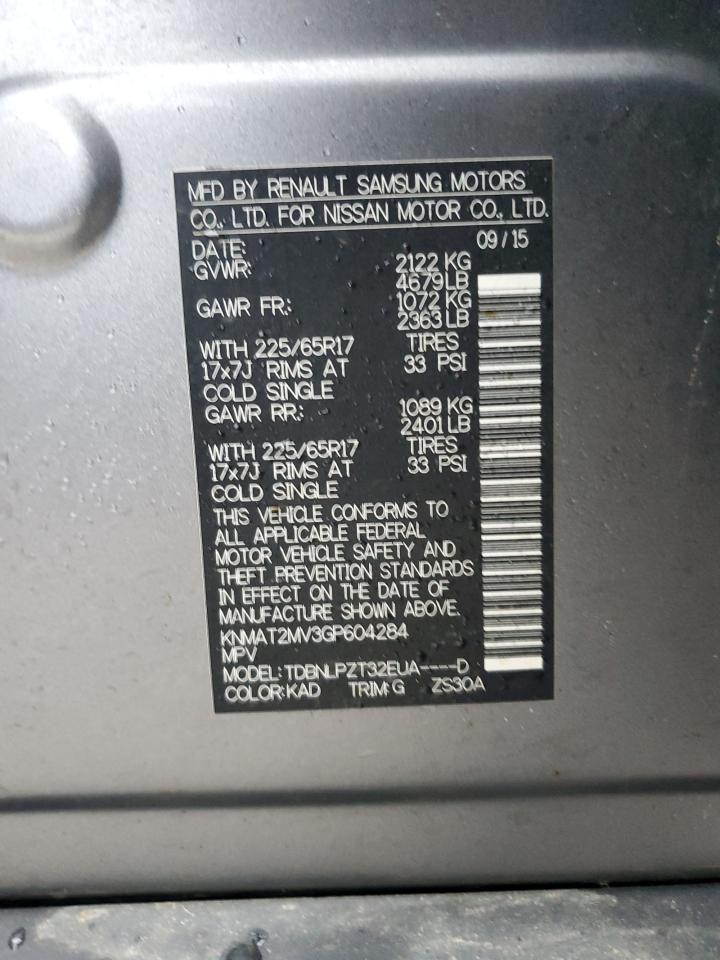 MFD BY RENAULT SAMSUNG MOTORS
CO., LTD. FOR NISSAN MOTOR CO., LTD.
DATE: 09/15
GVWR: 2122 KG
4679 LB
GAWR FR.: 1072 KG
2363 LB
WITH 225/65R17 TIRES
17x7J RIMS AT 33 PSI
COLD SINGLE
GAWR RR.: 1089 KG
2401 LB
WITH 225/65R17 TIRES
17x7J RIMS AT 33 PSI
COLD SINGLE
THIS VEHICLE CONFORMS TO
ALL APPLICABLE FEDERAL
MOTOR VEHICLE SAFETY AND
THEFT PREVENTION STANDARDS
IN EFFECT ON THE DATE OF
MANUFACTURE SHOWN ABOVE.
KNMAT2MV3GP604284
MPV
MODEL: TDBNLPZT32EUA----D
COLOR: KAD TRIM: G ZS30A